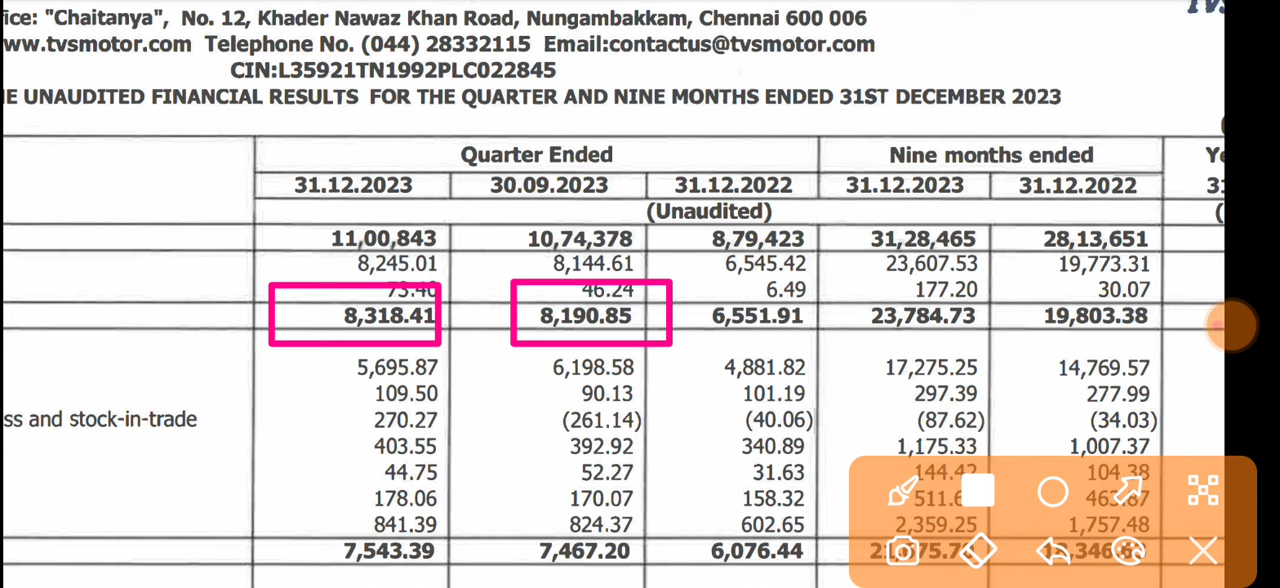 ice: "Chaitanya", No. 12, Khader Nawaz Khan Road, Nungambakkam, Chennai 600 006
ww.tvsmotor.com Telephone No. (044) 28332115 Email:contactus@tvsmotor.com
CIN:L35921TN1992PLC022845
E UNAUDITED FINANCIAL RESULTS FOR THE QUARTER AND NINE MONTHS ENDED 31ST DECEMBER 2023
Quarter Ended Nine months ended
31.12.2023 30.09.2023 31.12.2022 31.12.2023 31.12.2022
(Unaudited)
11,00,843 10,74,378 8,79,423 31,28,465 28,13,651
8,245.01 8,144.61 6,545.42 23,607.53 19,773.31
73.40 46.24 6.49 177.20 30.07
8,318.41 8,190.85 6,551.91 23,784.73 19,803.38
5,695.87 6,198.58 4,881.82 17,275.25 14,769.57
109.50 90.13 101.19 297.39 277.99
ss and stock-in-trade 270.27 (261.14) (40.06) (87.62) (34.03)
403.55 392.92 340.89 1,175.33 1,007.37
44.75 52.27 31.63 144.42 104.38
178.06 170.07 158.32 463.87
841.39 824.37 602.65 2,359.25 1,757.48
7,543.39 7,467.20 6,076.44